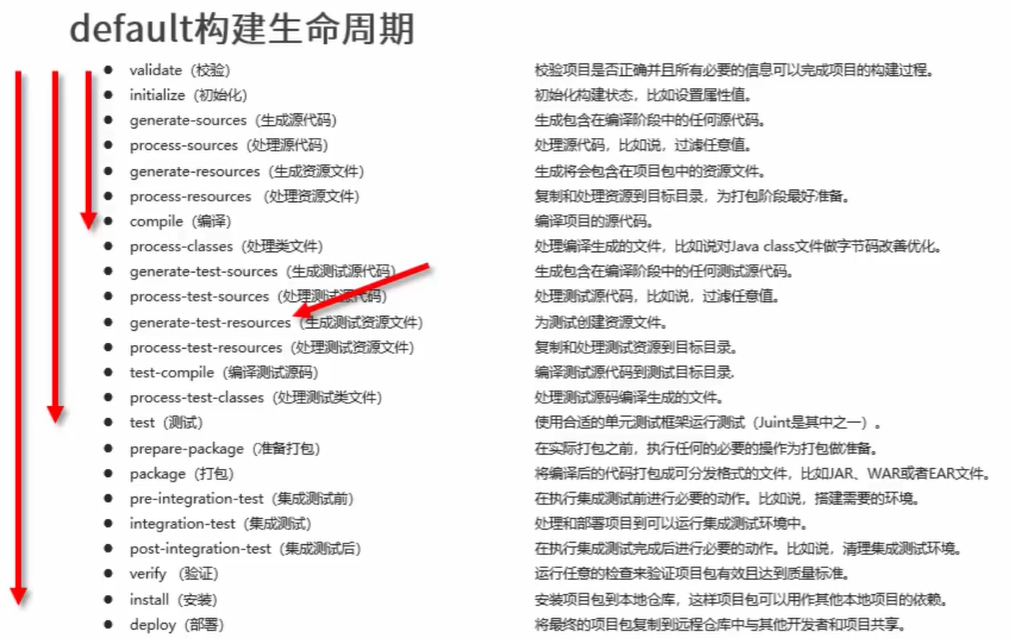 default构建生命周期
validate（校验） 校验项目是否正确并且所有必要的信息可以完成项目的构建过程。
initialize（初始化） 初始化构建状态，比如设置属性值。
generate-sources（生成源代码） 生成包含在编译阶段中的任何源代码。
process-sources（处理源代码） 处理源代码，比如说，过滤任意值。
generate-resources（生成资源文件） 生成将会包含在项目包中的资源文件。
process-resources （处理资源文件） 复制和处理资源到目标目录，为打包阶段最好准备。
compile（编译） 编译项目的源代码。
process-classes（处理类文件） 处理编译生成的文件，比如说对Java class文件做字节码改善优化。
generate-test-sources（生成测试源代码） 生成包含在编译阶段中的任何测试源代码。
process-test-sources（处理测试源代码） 处理测试源代码，比如说，过滤任意值。
generate-test-resources（生成测试资源文件） 为测试创建资源文件。
process-test-resources（处理测试资源文件） 复制和处理测试资源到目标目录。
test-compile（编译测试源码） 编译测试源代码到测试目标目录.
process-test-classes（处理测试类文件） 处理测试源码编译生成的文件。
test（测试） 使用合适的单元测试框架运行测试（Juint是其中之一）。
prepare-package（准备打包） 在实际打包之前，执行任何的必要的操作为打包做准备。
package（打包） 将编译后的代码打包成可分发格式的文件，比如JAR、WAR或者EAR文件。
pre-integration-test（集成测试前） 在执行集成测试前进行必要的动作。比如说，搭建需要的环境。
integration-test（集成测试） 处理和部署项目到可以运行集成测试环境中。
post-integration-test（集成测试后） 在执行集成测试完成后进行必要的动作。比如说，清理集成测试环境。
verify （验证） 运行任意的检查来验证项目包有效且达到质量标准。
install（安装） 安装项目包到本地仓库，这样项目包可以用作其他本地项目的依赖。
deploy（部署） 将最终的项目包复制到远程仓库中与其他开发者和项目共享。